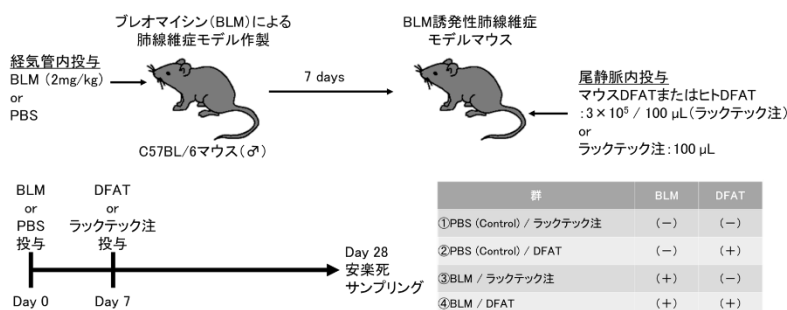 ブレオマイシン（BLM）による
肺線維症モデル作製
BLM誘発性肺線維症
モデルマウス
経気管内投与
BLM (2mg/kg)
or
PBS
7 days
尾静脈内投与
マウスDFATまたはヒトDFAT
：3×10⁵ / 100 μL（ラックテック注）
or
ラックテック注：100 μL
C57BL/6マウス（♂）
BLM
or
PBS
投与
DFAT
or
ラックテック注
投与
Day 28
安楽死
サンプリング
Day 0
Day 7
群 BLM DFAT
①PBS (Control) / ラックテック注 （－） （－）
②PBS (Control) / DFAT （－） （＋）
③BLM / ラックテック注 （＋） （－）
④BLM / DFAT （＋） （＋）